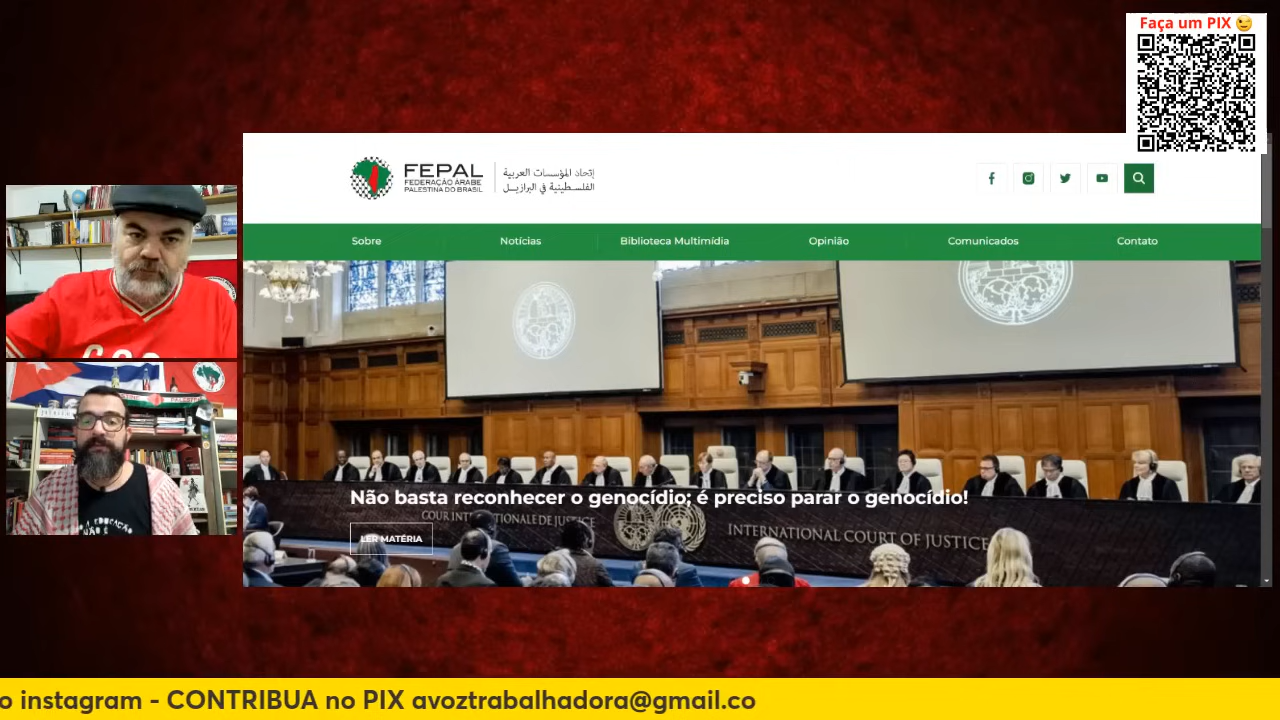 Faça um PIX 😉
FEPAL
FEDERAÇÃO ÁRABE
PALESTINA DO BRASIL
إتحاد المؤسسات العربية
الفلسطينية في البرازيل
Sobre
Notícias
Biblioteca Multimídia
Opinião
Comunicados
Contato
Não basta reconhecer o genocídio; é preciso parar o genocídio!
LER MATÉRIA
COUR INTERNATIONALE DE JUSTICE
INTERNATIONAL COURT OF JUSTICE
o instagram - CONTRIBUA no PIX avoztrabalhadora@gmail.co